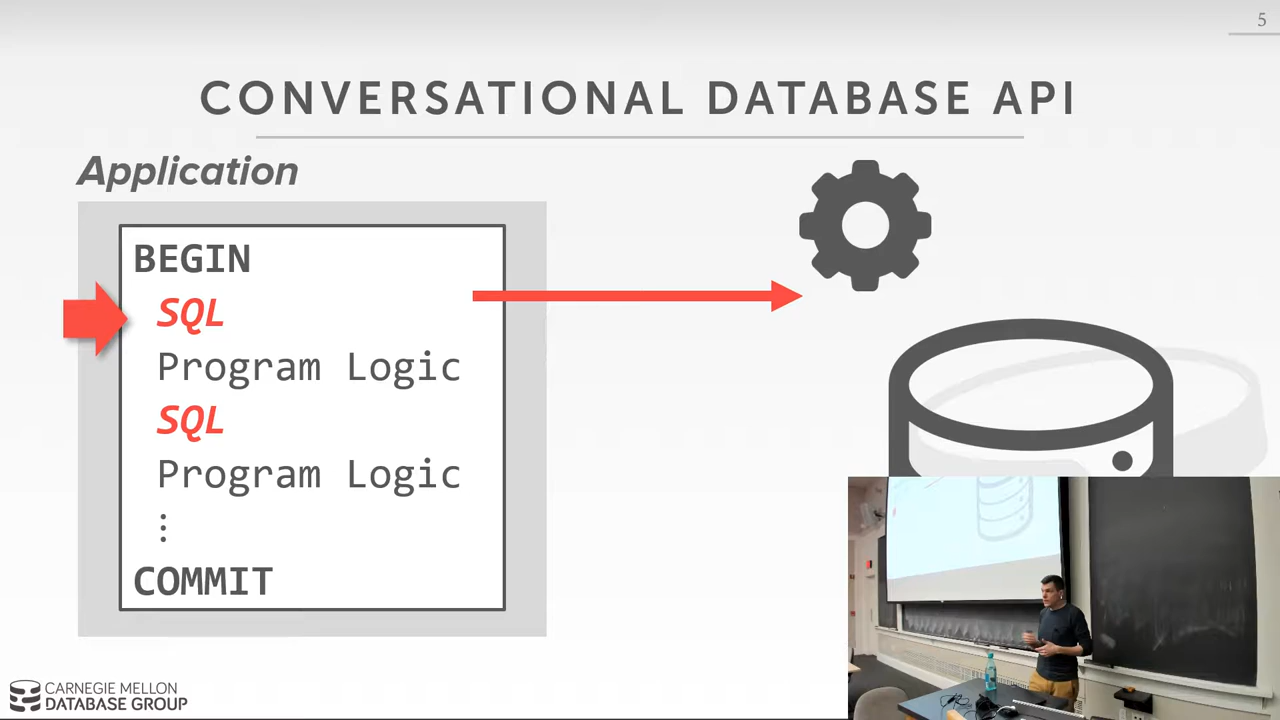 5
CONVERSATIONAL DATABASE API
Application
BEGIN
SQL
Program Logic
SQL
Program Logic
⋮
COMMIT
CARNEGIE MELLON
DATABASE GROUP